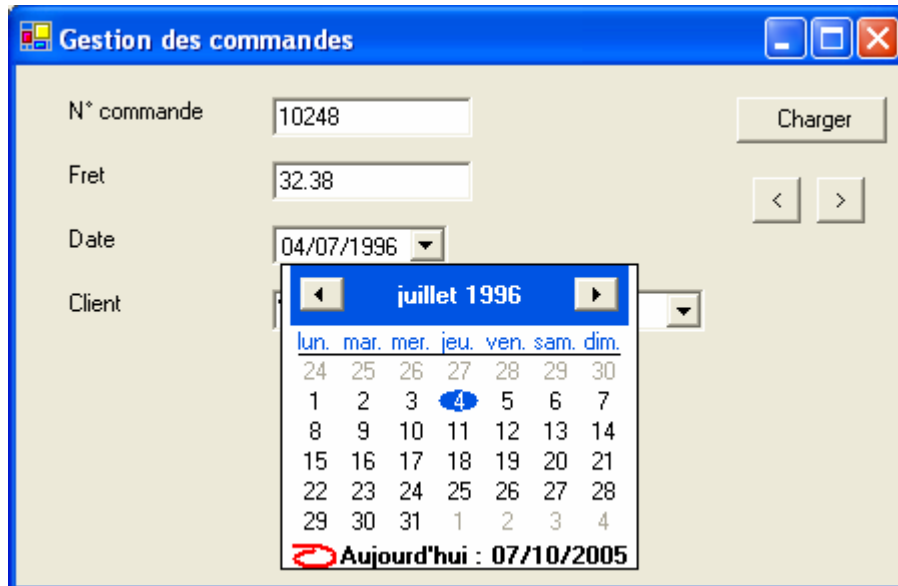 Gestion des commandes
N° commande 10248 Charger
Fret 32.38
< >
Date 04/07/1996
Client
juillet 1996
lun. mar. mer. jeu. ven. sam. dim.
24 25 26 27 28 29 30
1 2 3 4 5 6 7
8 9 10 11 12 13 14
15 16 17 18 19 20 21
22 23 24 25 26 27 28
29 30 31 1 2 3 4
Aujourd'hui : 07/10/2005